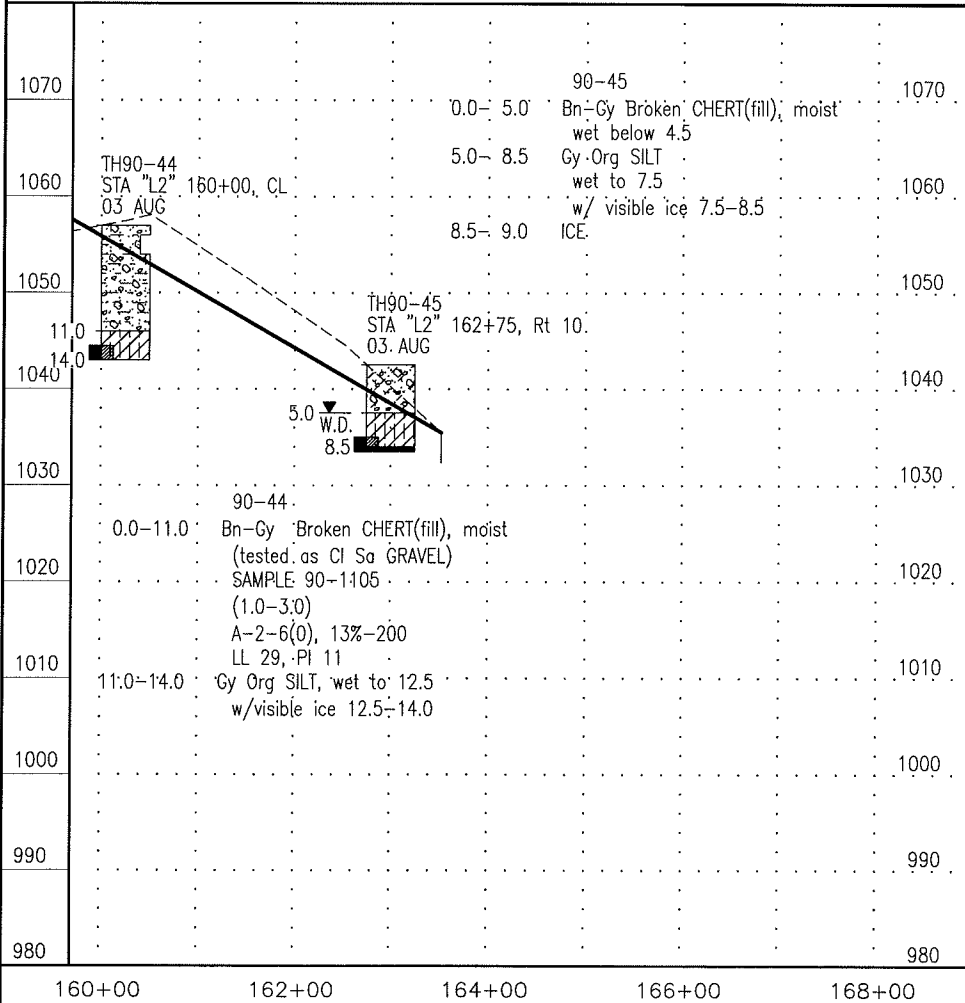 1070
1060
1050
1040
1030
1020
1010
1000
990
980
90-45
0.0- 5.0 Bn-Gy Broken CHERT(fill), moist
wet below 4.5
5.0- 8.5 Gy Org SILT
wet to 7.5
w/ visible ice 7.5-8.5
8.5- 9.0 ICE
TH90-44
STA "L2" 160+00, CL
03 AUG
11.0
14.0
TH90-45
STA "L2" 162+75, Rt 10
03 AUG
5.0
W.D.
8.5
90-44
0.0-11.0 Bn-Gy Broken CHERT(fill), moist
(tested as Cl Sa GRAVEL)
SAMPLE 90-1105
(1.0-3.0)
A-2-6(0), 13%-200
LL 29, PI 11
11.0-14.0 Gy Org SILT, wet to 12.5
w/visible ice 12.5-14.0
1070
1060
1050
1040
1030
1020
1010
1000
990
980
160+00 162+00 164+00 166+00 168+00